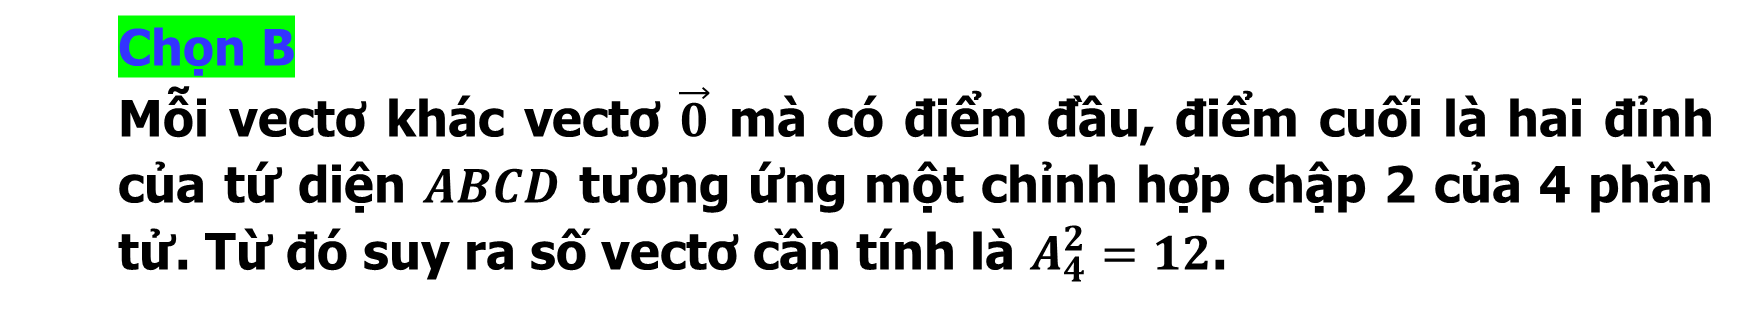 Chọn B
Mỗi vectơ khác vectơ $\vec{0}$ mà có điểm đầu, điểm cuối là hai đỉnh
của tứ diện $ABCD$ tương ứng một chỉnh hợp chập 2 của 4 phần
tử. Từ đó suy ra số vectơ cần tính là $A_4^2 = 12$.